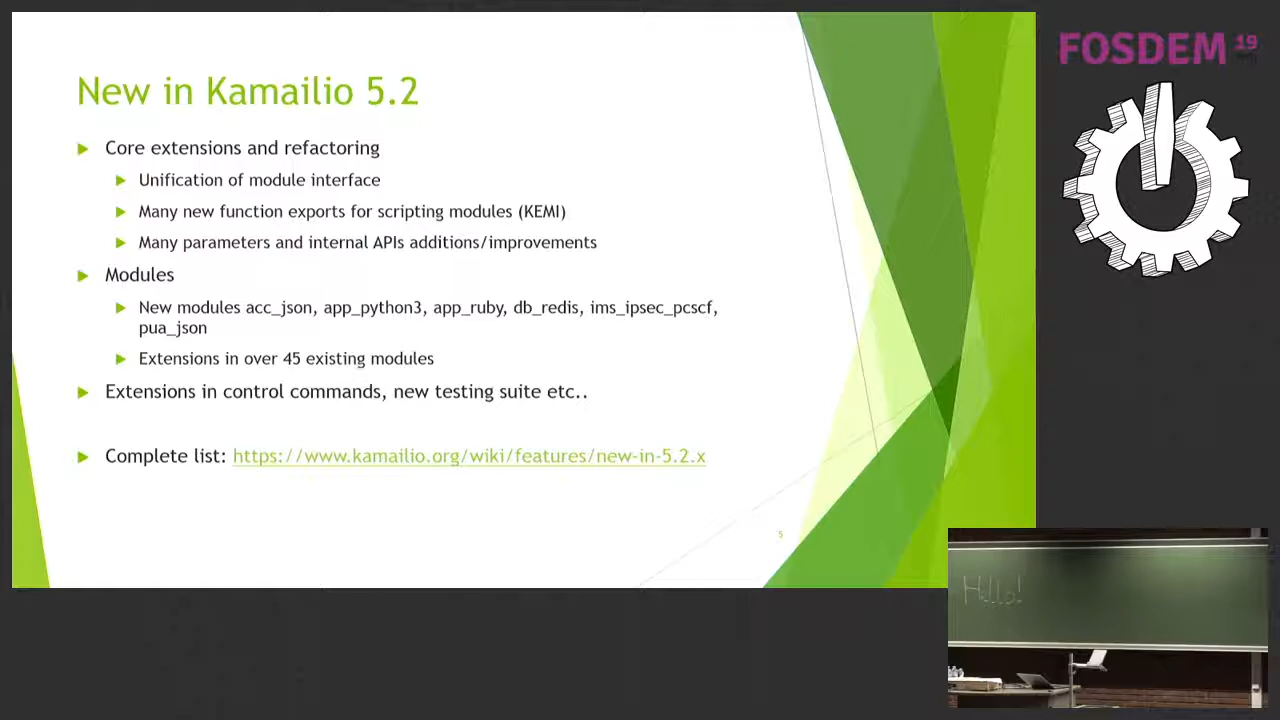 New in Kamailio 5.2
Core extensions and refactoring
Unification of module interface
Many new function exports for scripting modules (KEMI)
Many parameters and internal APIs additions/improvements
Modules
New modules acc_json, app_python3, app_ruby, db_redis, ims_ipsec_pcscf,
pua_json
Extensions in over 45 existing modules
Extensions in control commands, new testing suite etc..
Complete list: https://www.kamailio.org/wiki/features/new-in-5.2.x
5
FOSDEM 19
Hello!